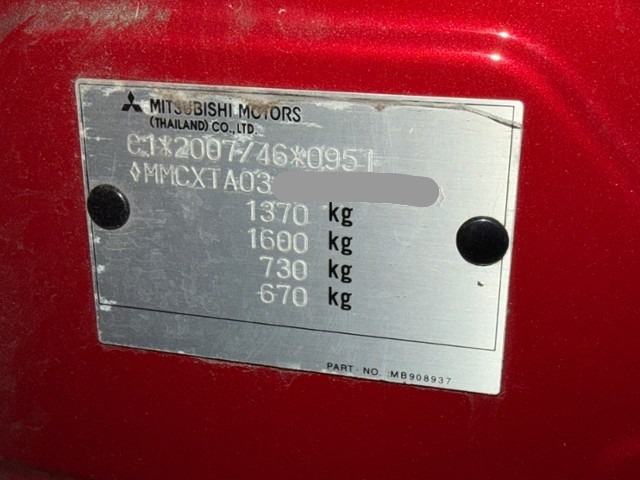 MITSUBISHI MOTORS
(THAILAND) CO.,LTD.
e1*2007/46*0951
◊MMCXTA03
1370 kg
1600 kg
730 kg
670 kg
PART NO. :MB908937